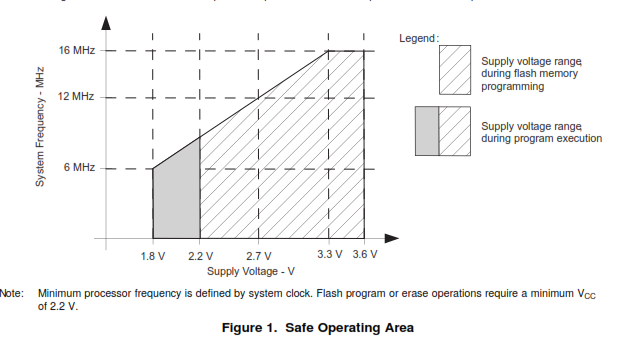 Legend:
16 MHz
Supply voltage range
during flash memory
programming
12 MHz
System Frequency - MHz
Supply voltage range
during program execution
6 MHz
1.8 V 2.2 V 2.7 V 3.3 V 3.6 V
Supply Voltage - V
Note: Minimum processor frequency is defined by system clock. Flash program or erase operations require a minimum VCC
of 2.2 V.
Figure 1. Safe Operating Area